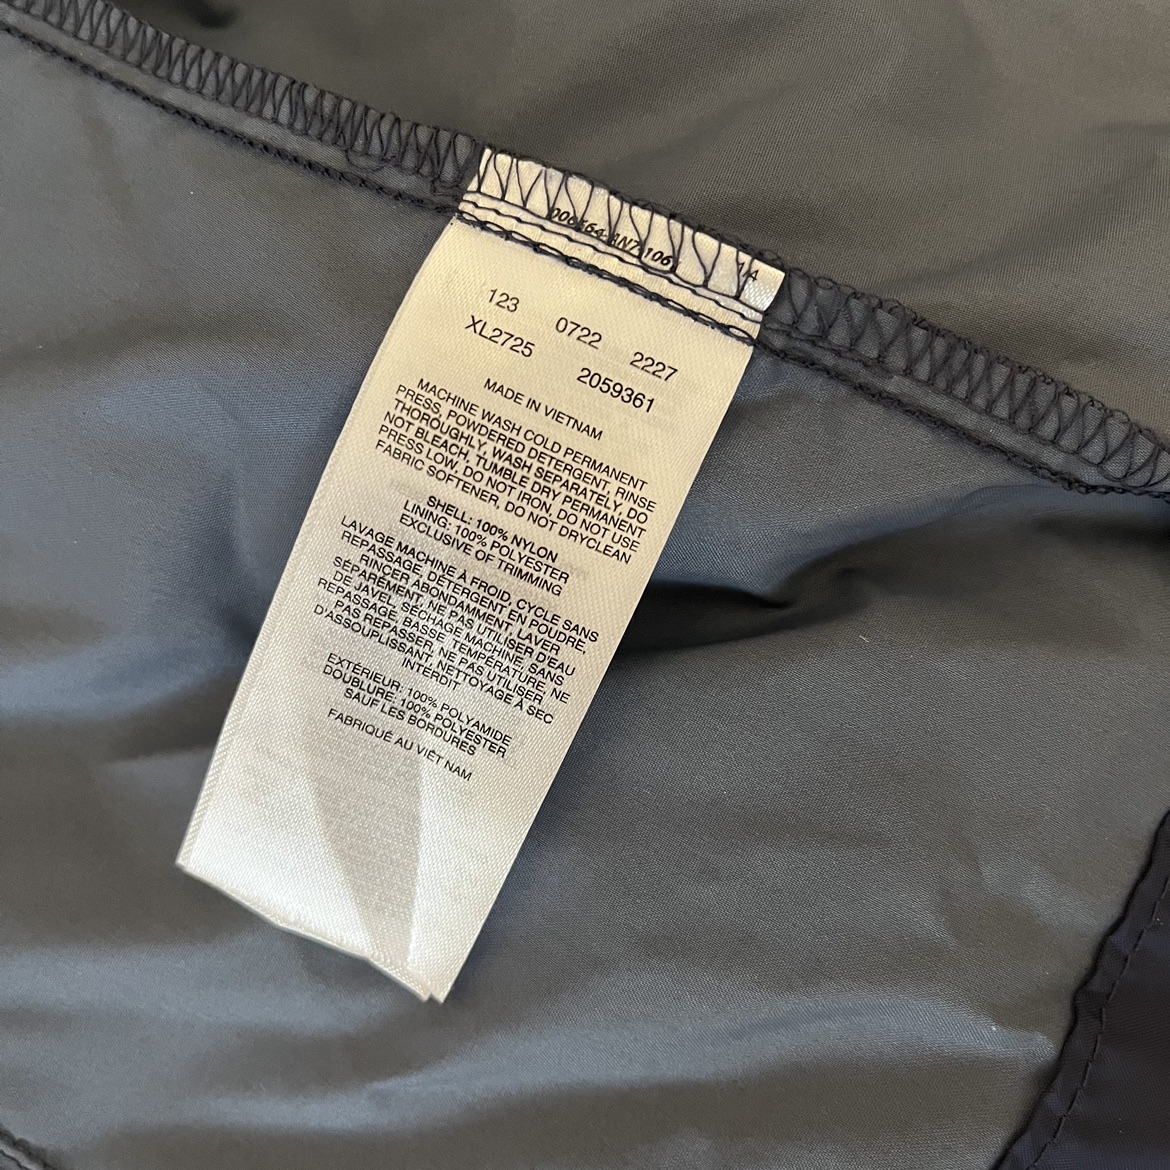 123 0722 2227
XL2725 2059361
MADE IN VIETNAM
MACHINE WASH COLD PERMANENT
PRESS, POWDERED DETERGENT, RINSE
THOROUGHLY, WASH SEPARATELY, DO
NOT BLEACH, TUMBLE DRY PERMANENT
PRESS LOW, DO NOT IRON, DO NOT USE
FABRIC SOFTENER, DO NOT DRYCLEAN
SHELL: 100% NYLON
LINING: 100% POLYESTER
EXCLUSIVE OF TRIMMING
LAVAGE MACHINE À FROID, CYCLE SANS
REPASSAGE, DÉTERGENT EN POUDRE,
RINCER ABONDAMMENT, LAVER
SÉPARÉMENT, NE PAS UTILISER D'EAU
DE JAVEL, SÉCHAGE MACHINE, SANS
REPASSAGE, BASSE, TEMPÉRATURE, NE
PAS REPASSER, NE PAS UTILISER
D'ASSOUPLISSANT, NETTOYAGE À SEC
INTERDIT
EXTÉRIEUR: 100% POLYAMIDE
DOUBLURE: 100% POLYESTER
SAUF LES BORDURES
FABRIQUÉ AU VIÊT NAM